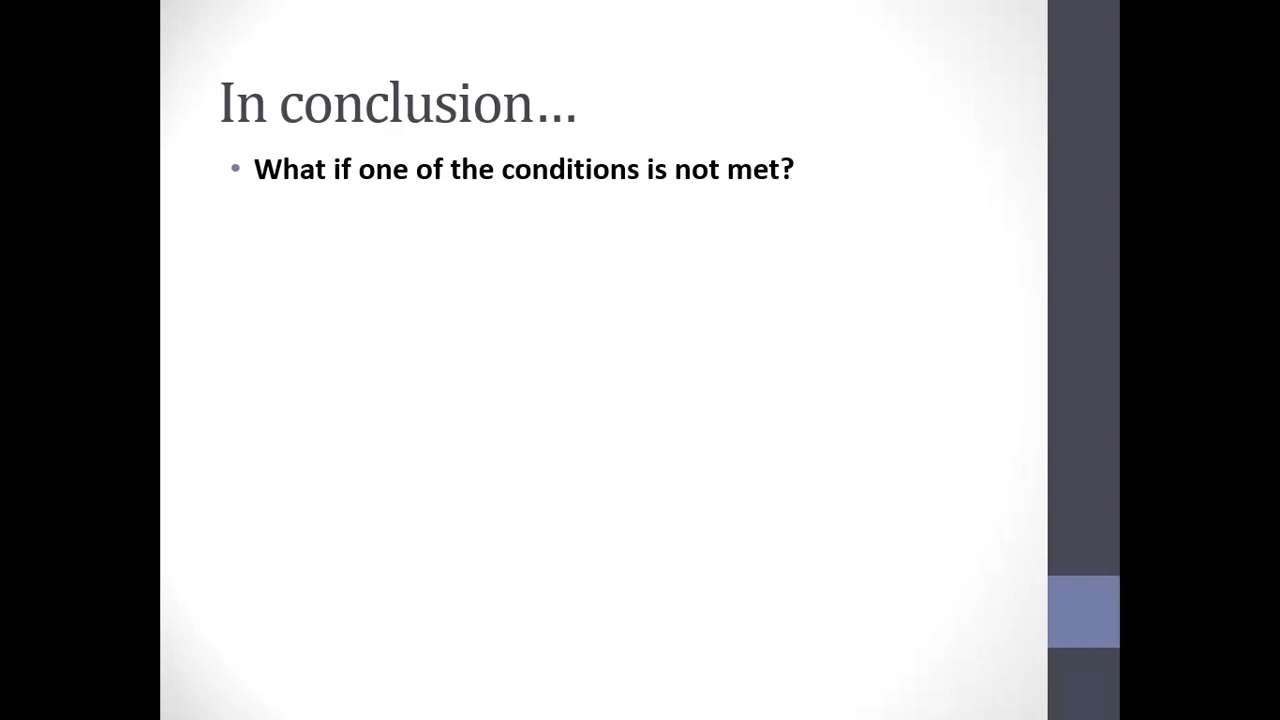 In conclusion…
• What if one of the conditions is not met?